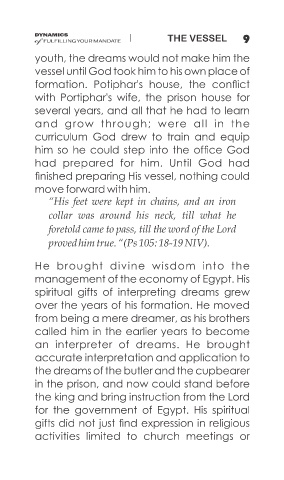 DYNAMICS
of FULFILLING YOUR MANDATE | THE VESSEL 9
youth, the dreams would not make him the
vessel until God took him to his own place of
formation. Potiphar's house, the conflict
with Portiphar's wife, the prison house for
several years, and all that he had to learn
and grow through; were all in the
curriculum God drew to train and equip
him so he could step into the office God
had prepared for him. Until God had
finished preparing His vessel, nothing could
move forward with him.
“His feet were kept in chains, and an iron
collar was around his neck, till what he
foretold came to pass, till the word of the Lord
proved him true. “(Ps 105: 18-19 NIV).
He brought divine wisdom into the
management of the economy of Egypt. His
spiritual gifts of interpreting dreams grew
over the years of his formation. He moved
from being a mere dreamer, as his brothers
called him in the earlier years to become
an interpreter of dreams. He brought
accurate interpretation and application to
the dreams of the butler and the cupbearer
in the prison, and now could stand before
the king and bring instruction from the Lord
for the government of Egypt. His spiritual
gifts did not just find expression in religious
activities limited to church meetings or